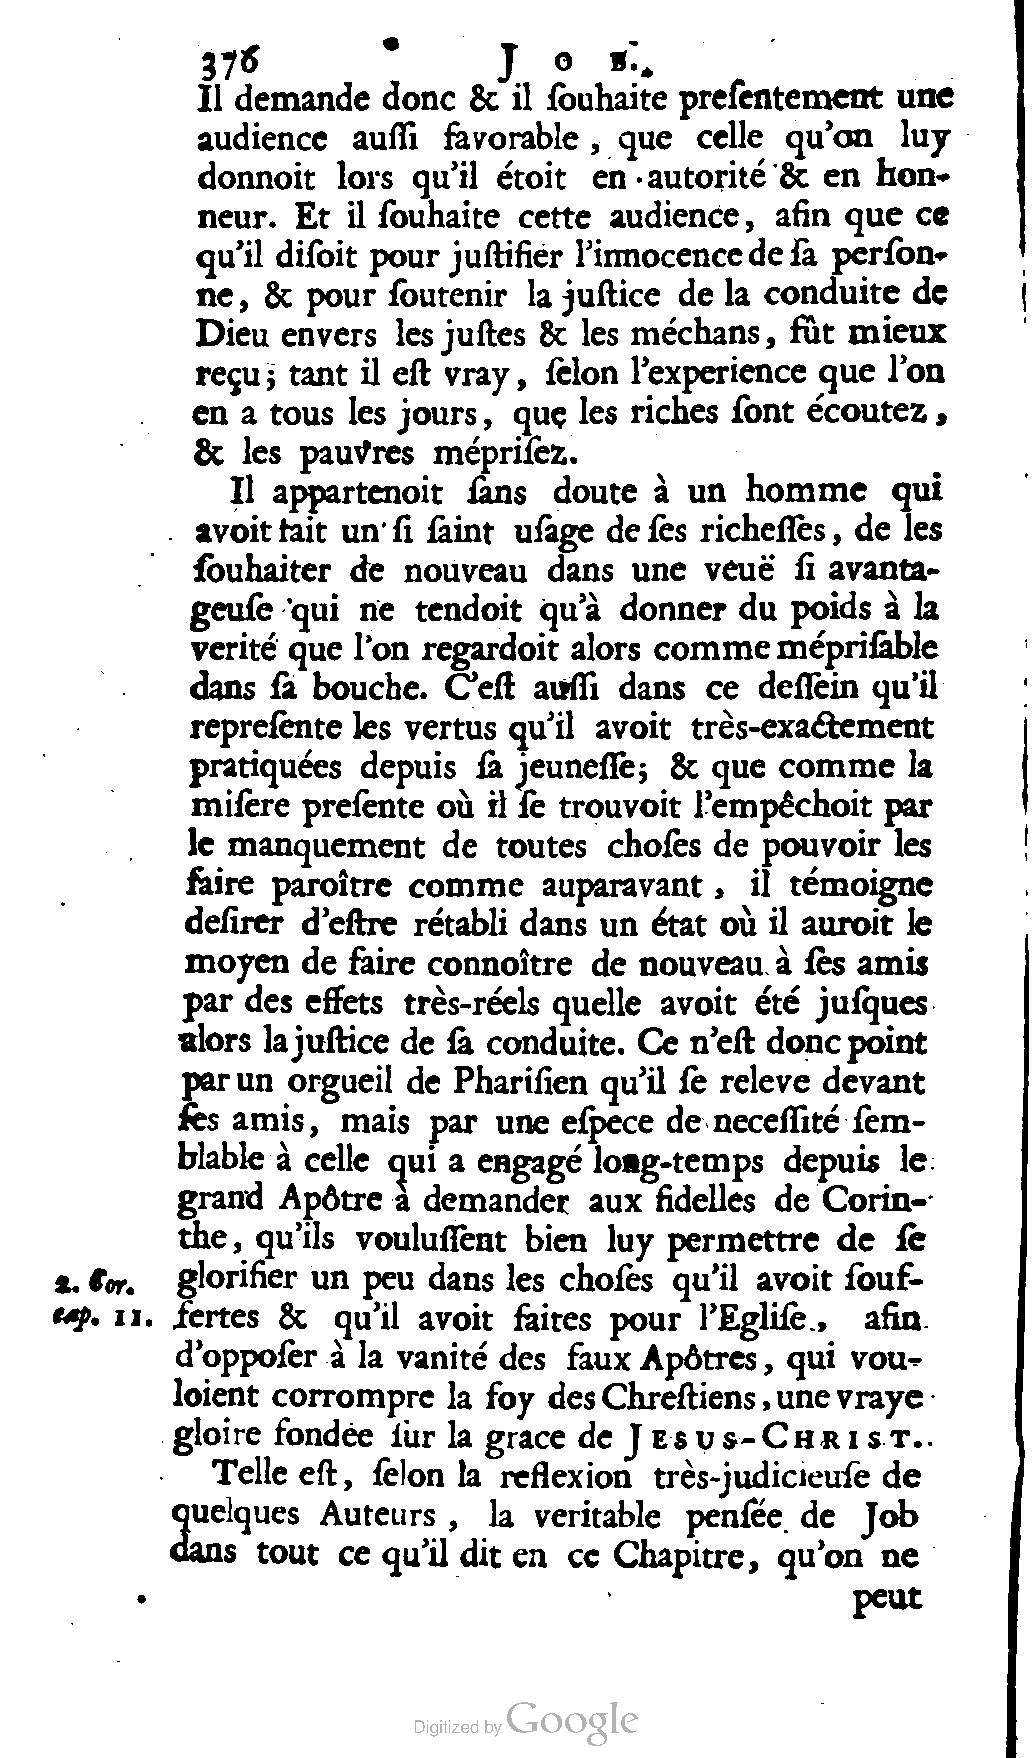 376 J O B.
Il demande donc & il ſouhaite preſentement une
audience auſſi favorable, que celle qu'on luy
donnoit lors qu'il étoit en autorité & en hon-
neur. Et il ſouhaite cette audience, afin que ce
qu'il diſoit pour juſtifier l'innocence de ſa perſon-
ne, & pour ſoutenir la juſtice de la conduite de
Dieu envers les juſtes & les méchans, fût mieux
reçu; tant il eſt vray, ſelon l'experience que l'on
en a tous les jours, que les riches ſont écoutez,
& les pauvres mépriſez.
Il appartenoit ſans doute à un homme qui
avoit fait un ſi ſaint uſage de ſes richeſſes, de les
ſouhaiter de nouveau dans une veuë ſi avanta-
geuſe qui ne tendoit qu'à donner du poids à la
verité que l'on regardoit alors comme mépriſable
dans ſa bouche. C'eſt auſſi dans ce deſſein qu'il
repreſente les vertus qu'il avoit très-exactement
pratiquées depuis ſa jeuneſſe; & que comme la
miſere preſente où il ſe trouvoit l'empêchoit par
le manquement de toutes choſes de pouvoir les
faire paroître comme auparavant, il témoigne
deſirer d'eſtre rétabli dans un état où il auroit le
moyen de faire connoître de nouveau à ſes amis
par des effets très-réels quelle avoit été juſques
alors la juſtice de ſa conduite. Ce n'eſt donc point
par un orgueil de Phariſien qu'il ſe releve devant
ſes amis, mais par une eſpece de neceſſité ſem-
blable à celle qui a engagé long-temps depuis le
grand Apôtre à demander aux fidelles de Corin-
the, qu'ils vouluſſent bien luy permettre de ſe
2. Cor. glorifier un peu dans les choſes qu'il avoit ſouf-
cap. 11. fertes & qu'il avoit faites pour l'Egliſe, afin
d'oppoſer à la vanité des faux Apôtres, qui vou-
loient corrompre la foy des Chreſtiens, une vraye
gloire fondée ſur la grace de JESUS-CHRIST.
Telle eſt, ſelon la reflexion très-judicieuſe de
quelques Auteurs, la veritable penſée de Job
dans tout ce qu'il dit en ce Chapitre, qu'on ne
peut
Digitized by Google